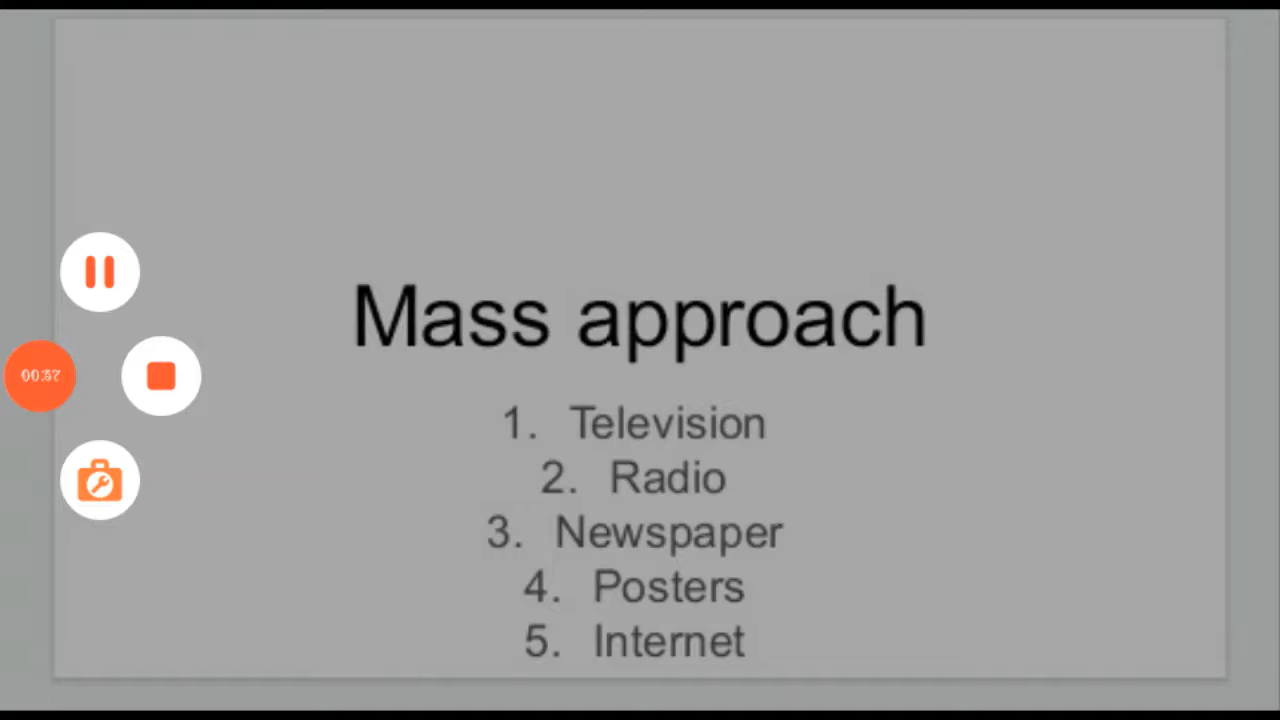 Mass approach
00:37
1. Television
2. Radio
3. Newspaper
4. Posters
5. Internet